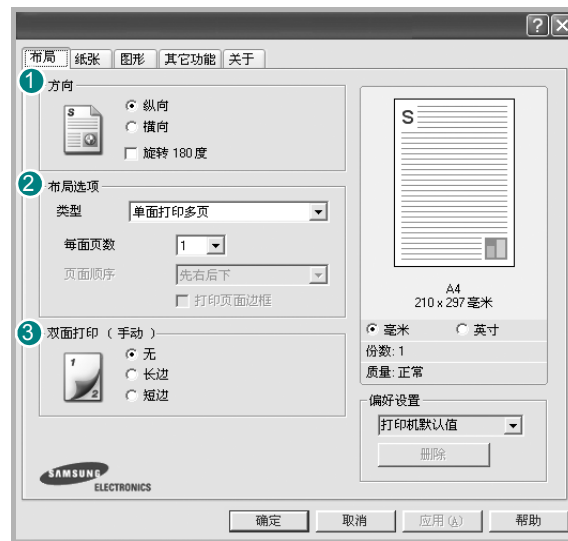 布局 纸张 图形 其它功能 关于
1 方向
S
纵向
横向
旋转 180 度
2 布局选项
类型 单面打印多页
每面页数 1
页面顺序 先右后下
打印页面边框
3 双面打印 ( 手动 )
1
2
无
长边
短边
SAMSUNG
ELECTRONICS
S
A4
210 x 297 毫米
毫米 英寸
份数: 1
质量: 正常
偏好设置
打印机默认值
删除
确定 取消 应用 (A) 帮助